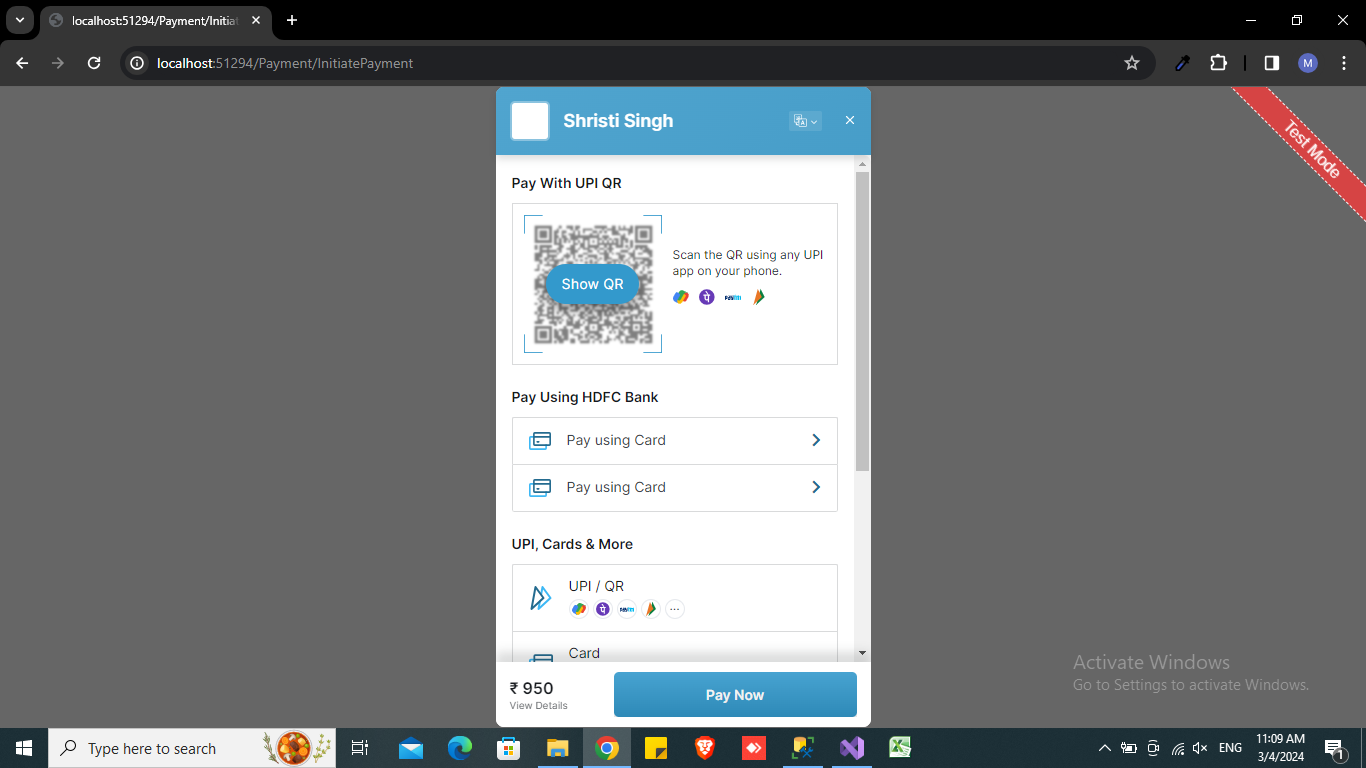 localhost:51294/Payment/Initia
localhost:51294/Payment/InitiatePayment
M
Shristi Singh
Test Mode
Pay With UPI QR
Show QR
Scan the QR using any UPI
app on your phone.
Pay Using HDFC Bank
Pay using Card
Pay using Card
UPI, Cards & More
UPI / QR
Card
₹ 950
View Details
Pay Now
Activate Windows
Go to Settings to activate Windows.
Type here to search
ENG
11:09 AM
3/4/2024
1